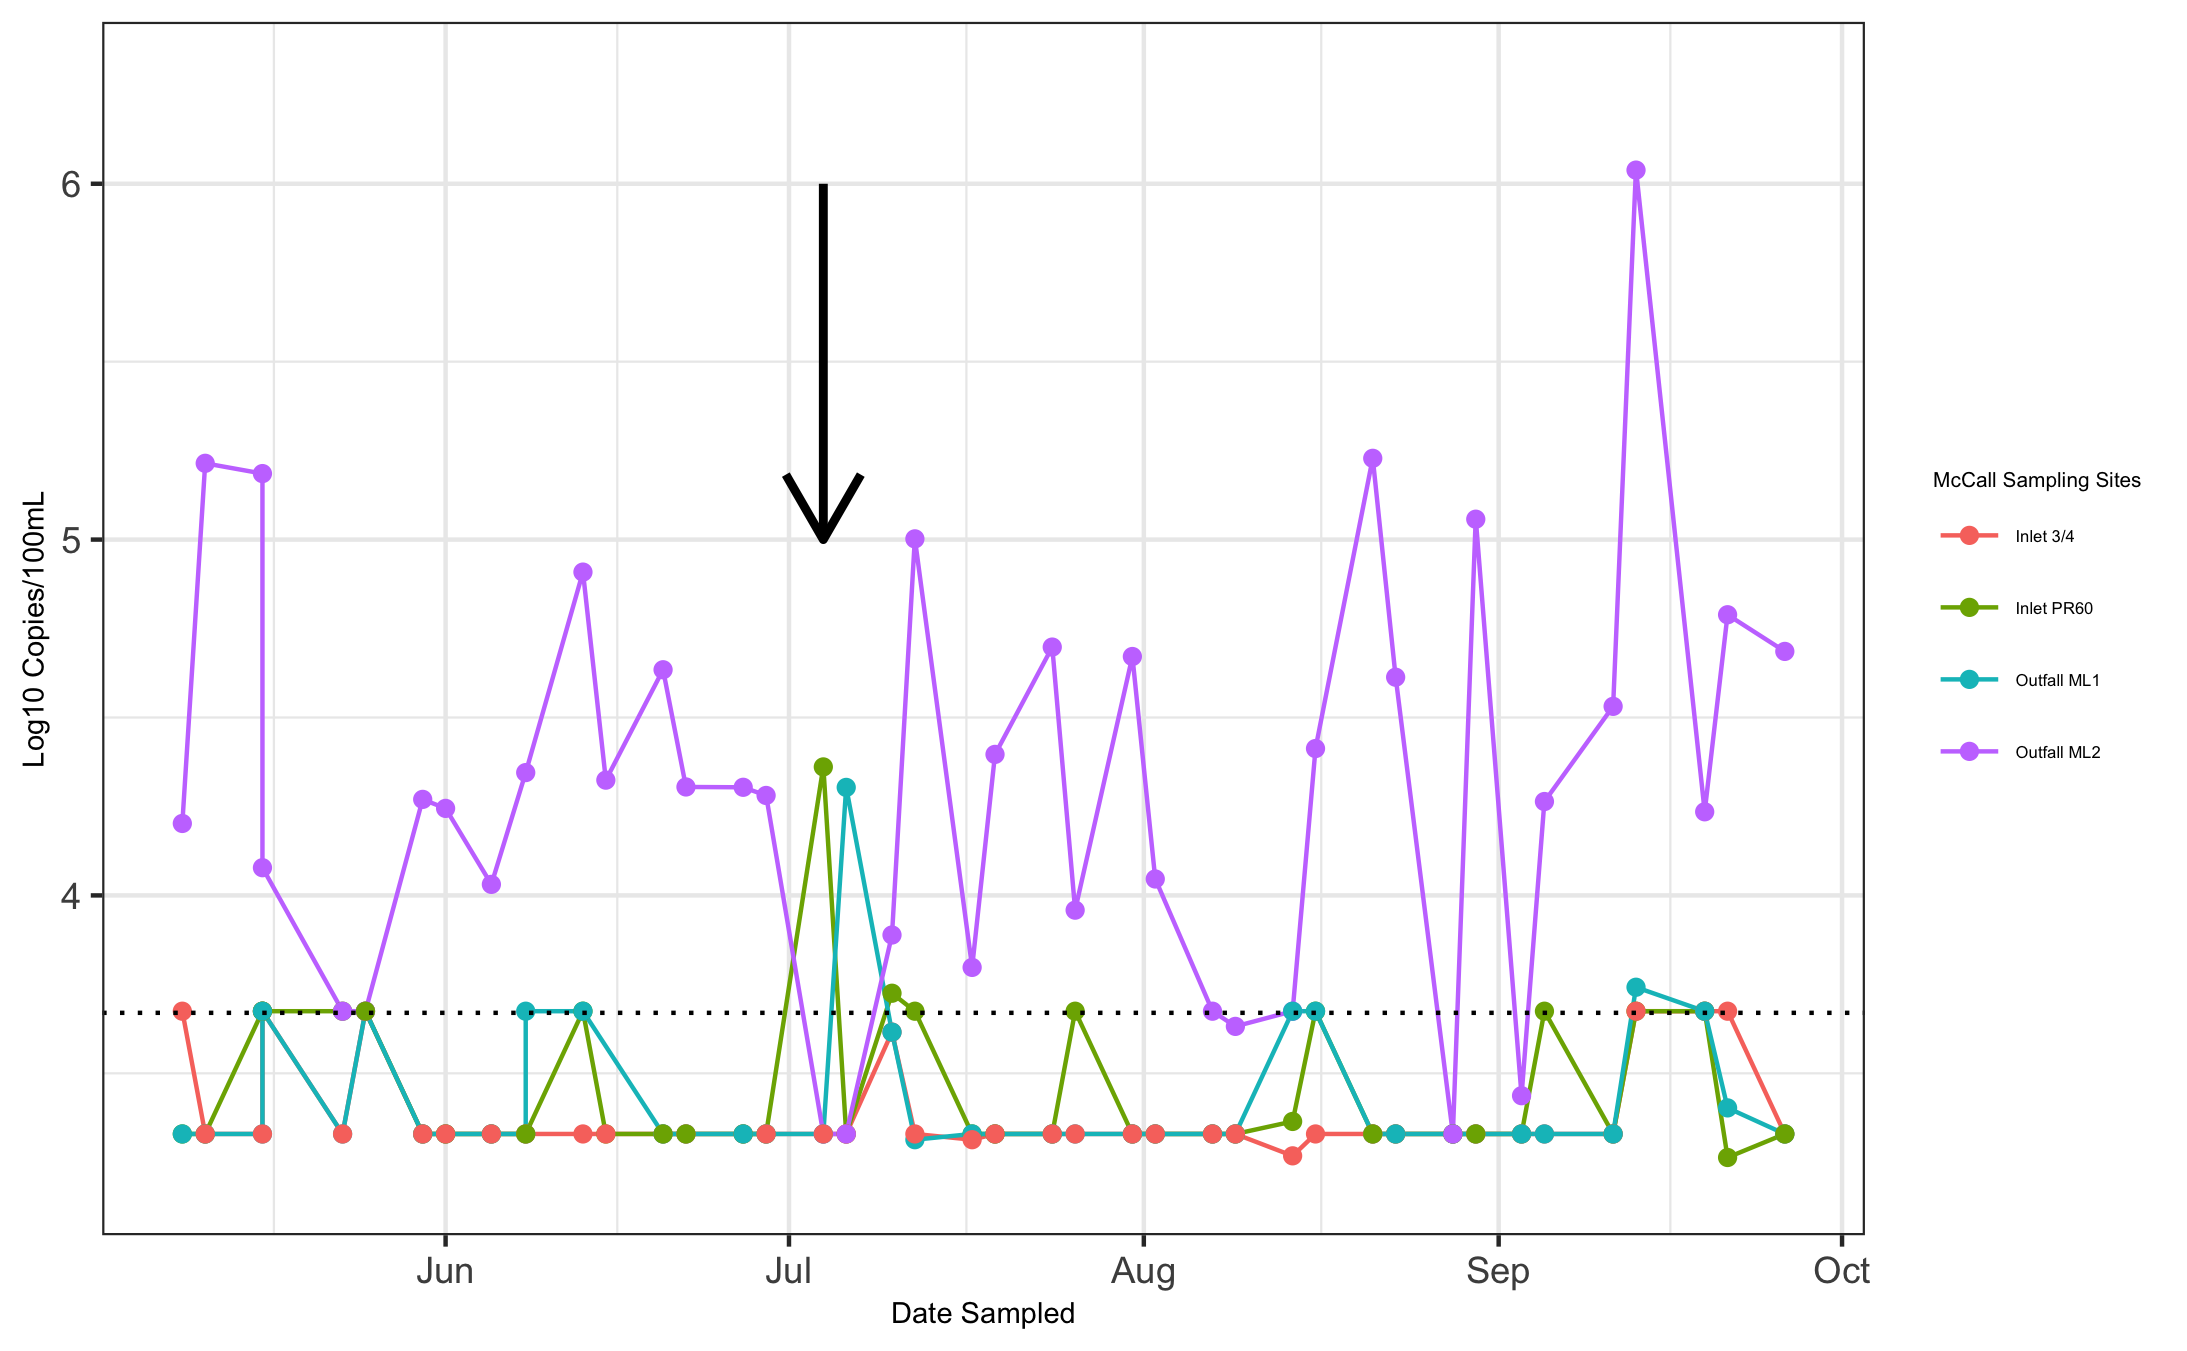 6
5
4
Log10 Copies/100mL
Jun
Jul
Aug
Sep
Oct
Date Sampled
McCall Sampling Sites
Inlet 3/4
Inlet PR60
Outfall ML1
Outfall ML2